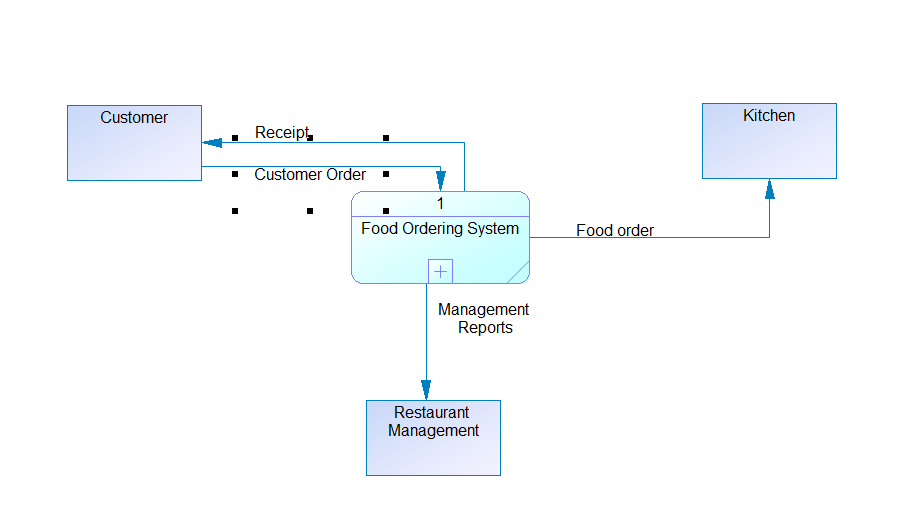 Customer
Kitchen
Receipt
Customer Order
1
Food Ordering System
Food order
Management
Reports
Restaurant
Management